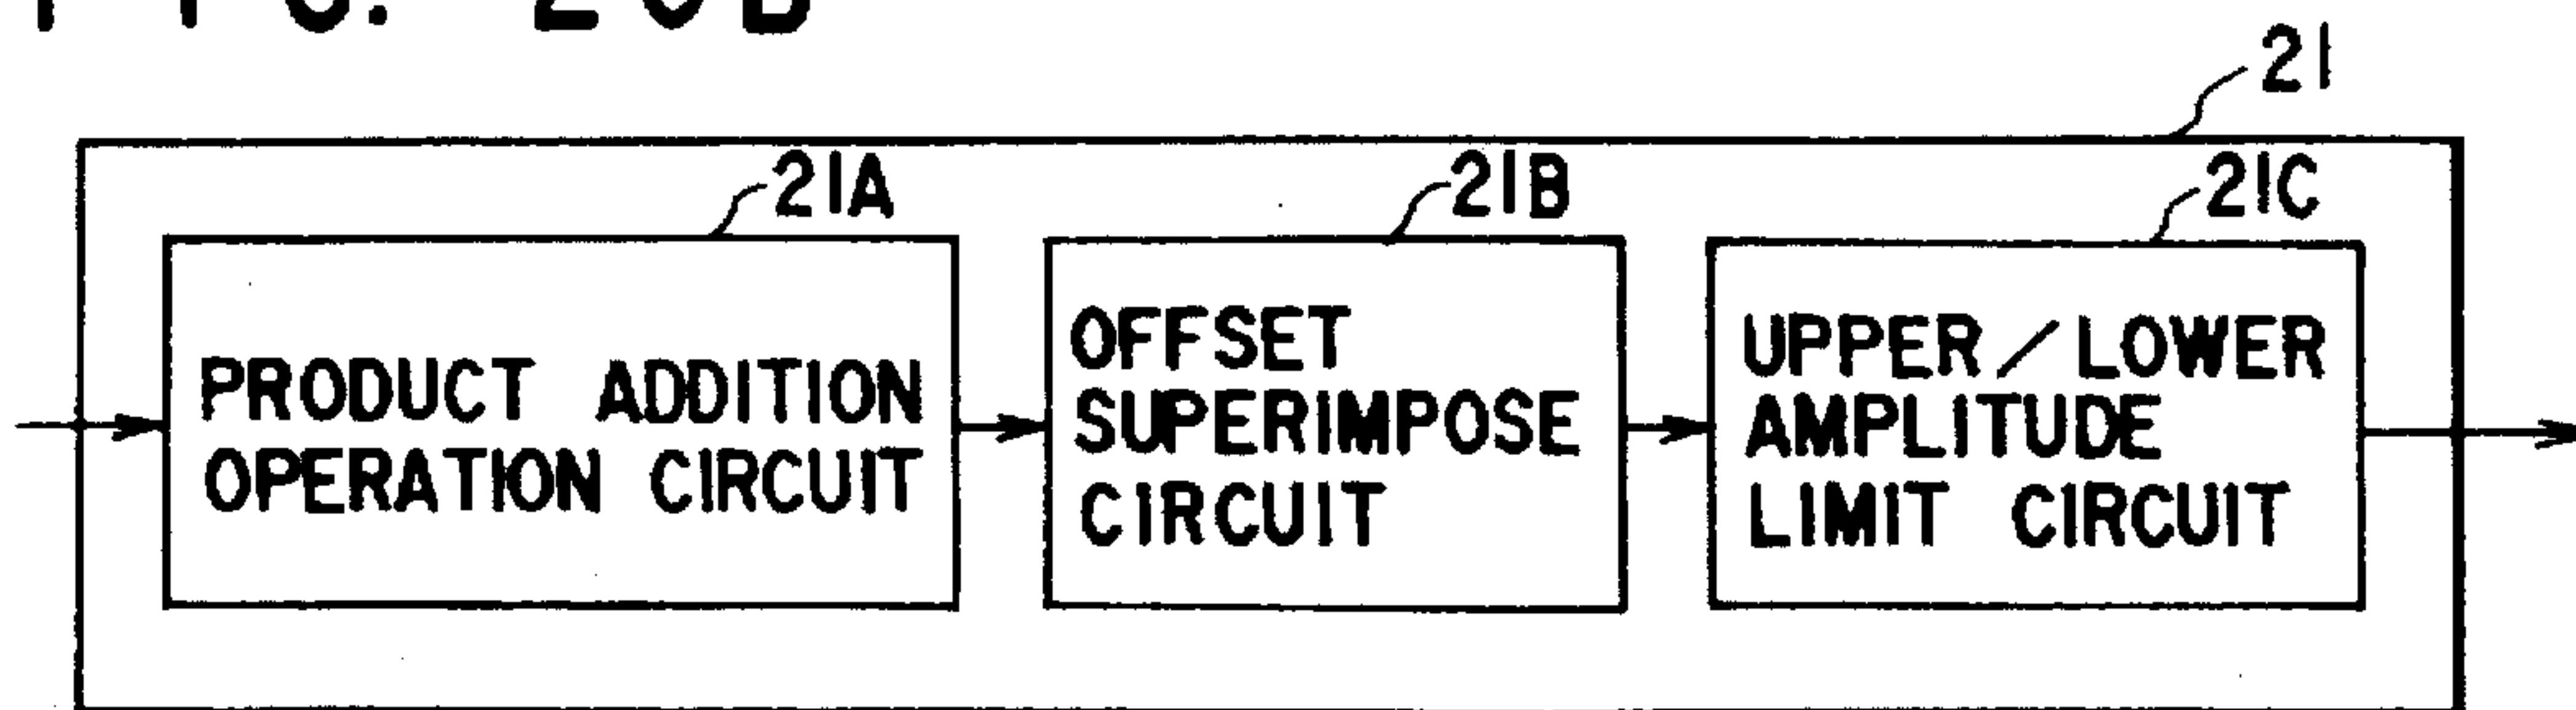 21
21A
21B
21C
PRODUCT ADDITION
OPERATION CIRCUIT
OFFSET
SUPERIMPOSE
CIRCUIT
UPPER/LOWER
AMPLITUDE
LIMIT CIRCUIT